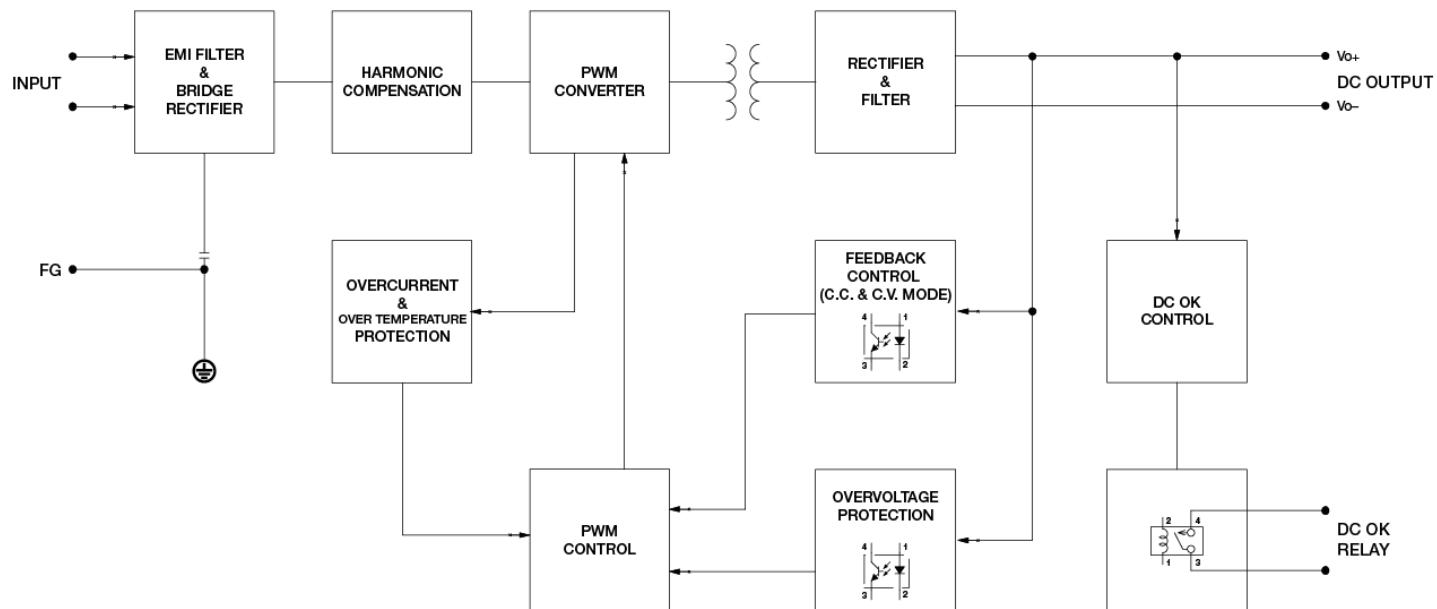 INPUT
EMI FILTER
&
BRIDGE
RECTIFIER
HARMONIC
COMPENSATION
PWM
CONVERTER
RECTIFIER
&
FILTER
Vo+
DC OUTPUT
Vo–
FG
OVERCURRENT
&
OVER TEMPERATURE
PROTECTION
FEEDBACK
CONTROL
(C.C. & C.V. MODE)
4 1
3 2
DC OK
CONTROL
PWM
CONTROL
OVERVOLTAGE
PROTECTION
4 1
3 2
2 4
1 3
DC OK
RELAY